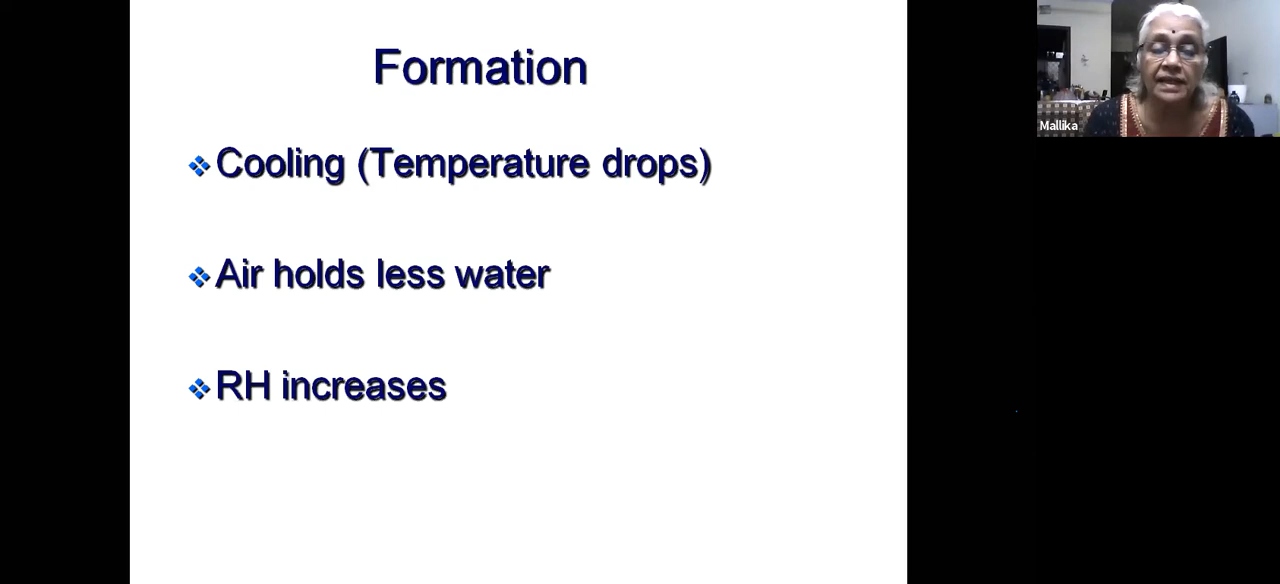 Formation
Cooling (Temperature drops)
Air holds less water
RH increases
Mallika